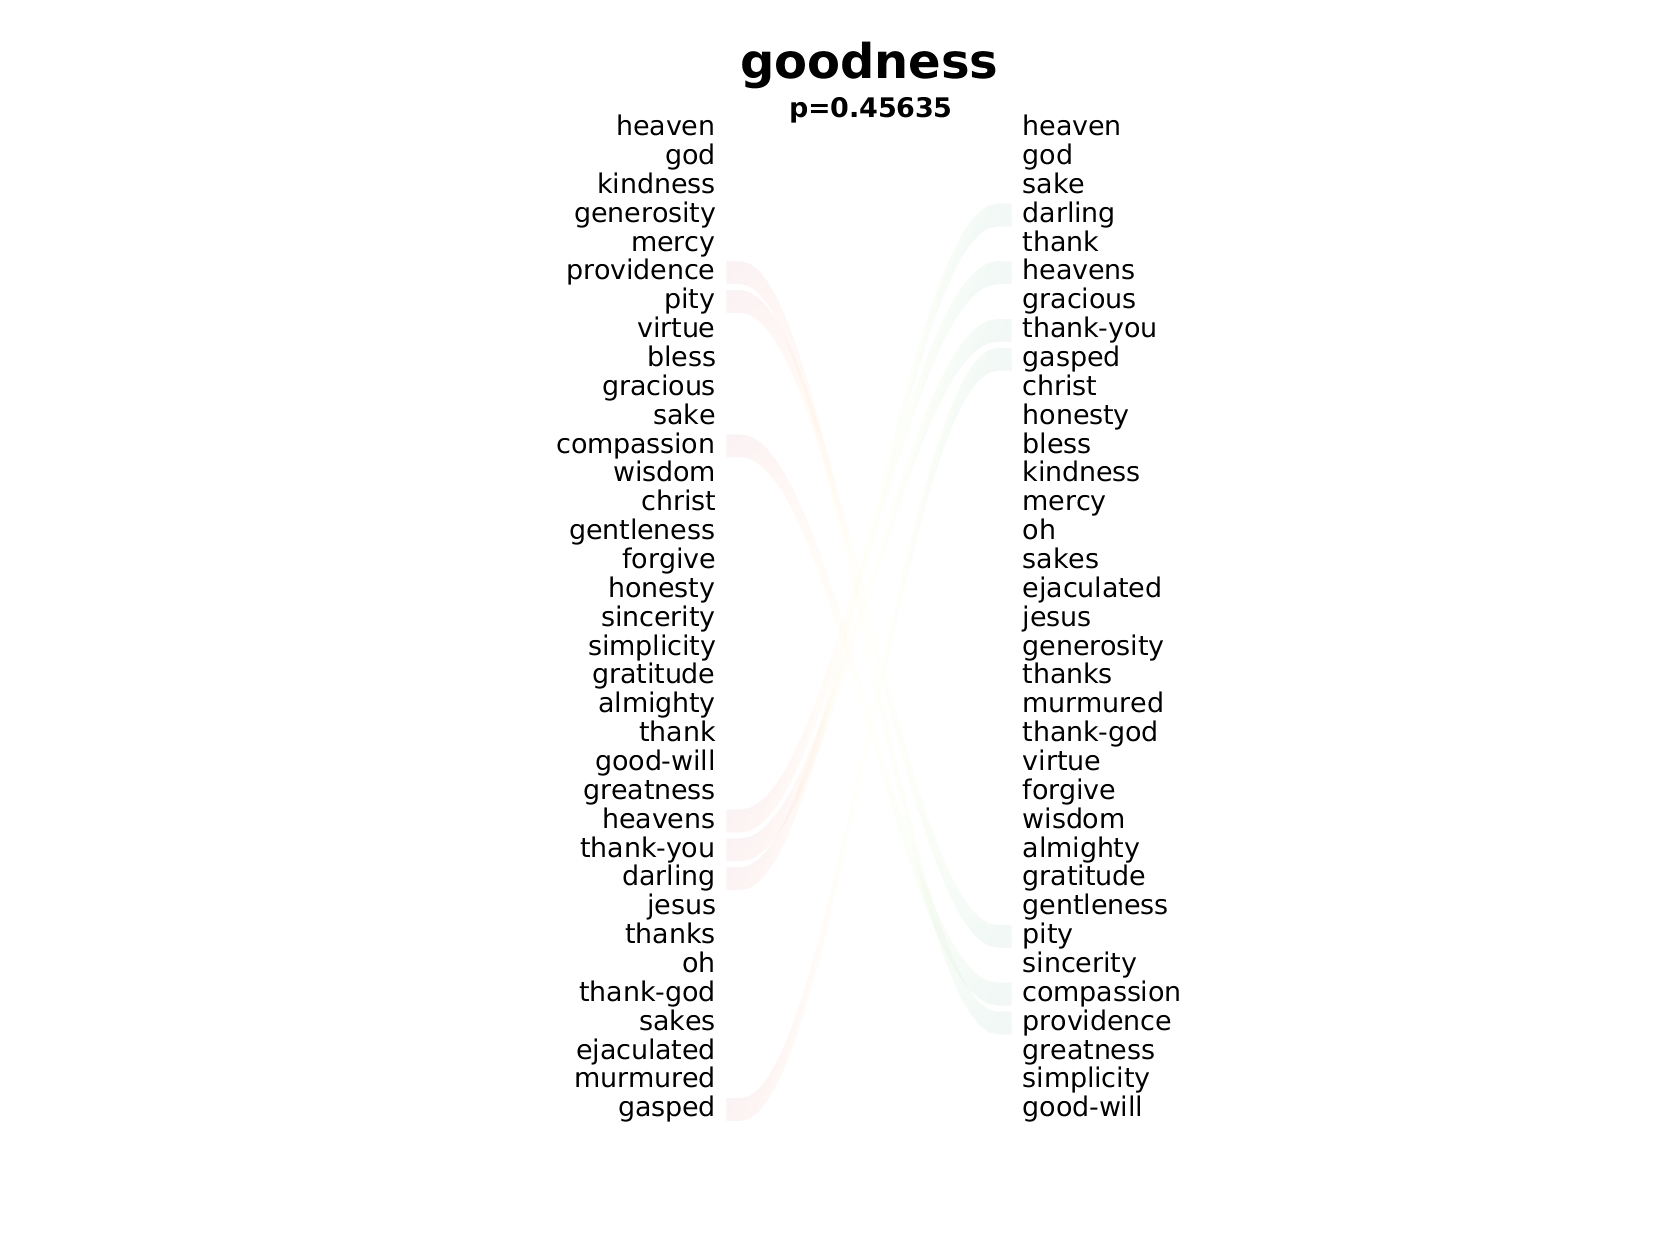 goodness
p=0.45635
heaven heaven
god god
kindness sake
generosity darling
mercy thank
providence heavens
pity gracious
virtue thank-you
bless gasped
gracious christ
sake honesty
compassion bless
wisdom kindness
christ mercy
gentleness oh
forgive sakes
honesty ejaculated
sincerity jesus
simplicity generosity
gratitude thanks
almighty murmured
thank thank-god
good-will virtue
greatness forgive
heavens wisdom
thank-you almighty
darling gratitude
jesus gentleness
thanks pity
oh sincerity
thank-god compassion
sakes providence
ejaculated greatness
murmured simplicity
gasped good-will